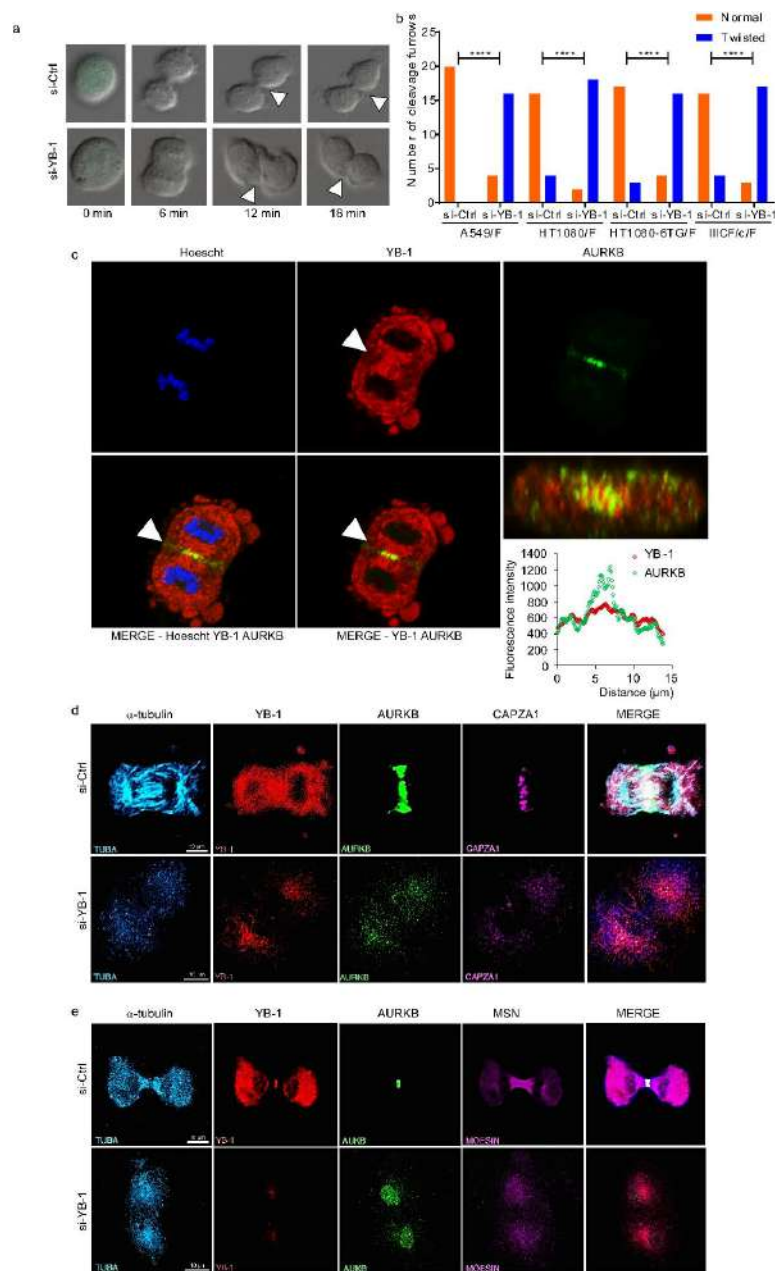 a
si-Ctrl
si-YB-1
0 min 6 min 12 min 18 min
b
Normal
Twisted
Number of cleavage furrows
25
20
15
10
5
0
**** **** **** ****
si-Ctrl si-YB-1 si-Ctrl si-YB-1 si-Ctrl si-YB-1 si-Ctrl si-YB-1
A549/F HT1080/F HT1080-6TG/F IIICF/c/F
c
Hoescht YB-1 AURKB
MERGE - Hoescht YB-1 AURKB
MERGE - YB-1 AURKB
Fluorescence intensity
1400
1200
1000
800
600
400
200
0
YB-1
AURKB
0 5 10 15
Distance (µm)
d
α-tubulin YB-1 AURKB CAPZA1 MERGE
si-Ctrl
TUBA YB-1 AURKB CAPZA1
si-YB-1
TUBA YB-1 AURKB CAPZA1
e
α-tubulin YB-1 AURKB MSN MERGE
si-Ctrl
TUBA YB-1 AUKB MOESIN
si-YB-1
TUBA YB-1 AUKB MOESIN